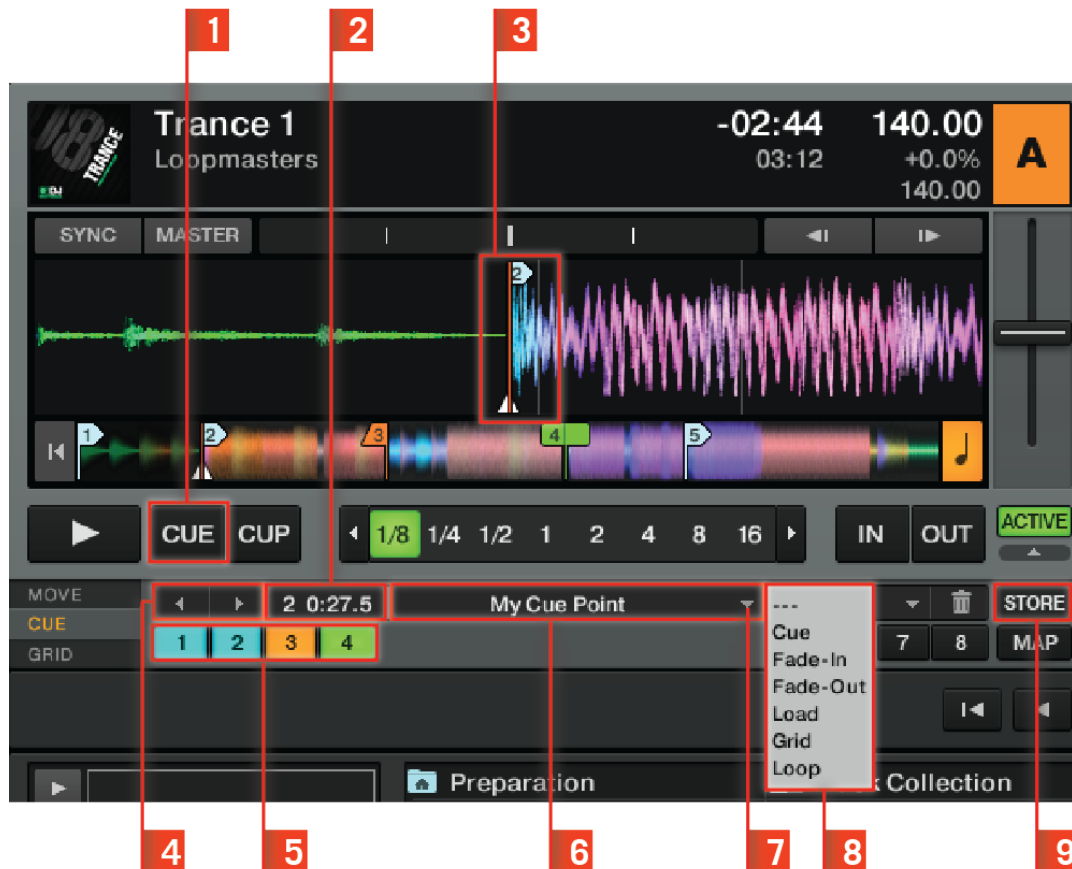 1 2 3
18 TRANCE
DJ
Trance 1
Loopmasters
-02:44 140.00
03:12 +0.0%
140.00
A
SYNC MASTER
2
1 2 3 4 5
CUE CUP 1/8 1/4 1/2 1 2 4 8 16 IN OUT ACTIVE
MOVE
CUE
GRID
2 0:27.5 My Cue Point STORE
1 2 3 4 7 8 MAP
---
Cue
Fade-In
Fade-Out
Load
Grid
Loop
Preparation
Collection
4 5 6 7 8 9